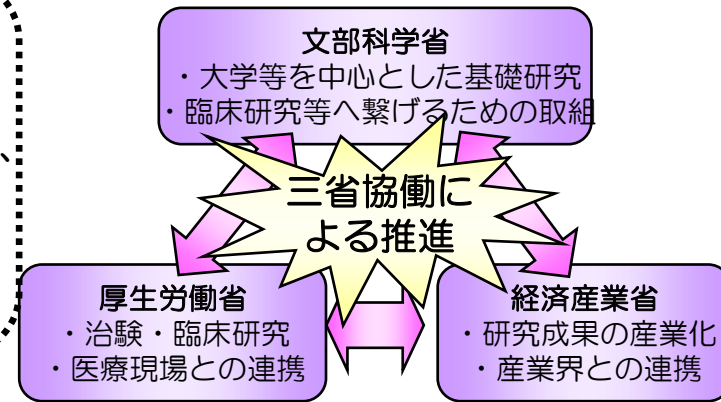 文部科学省
・大学等を中心とした基礎研究
・臨床研究等へ繋げるための取組
、
三省協働に
よる推進
厚生労働省
・治験・臨床研究
・医療現場との連携
経済産業省
・研究成果の産業化
・産業界との連携